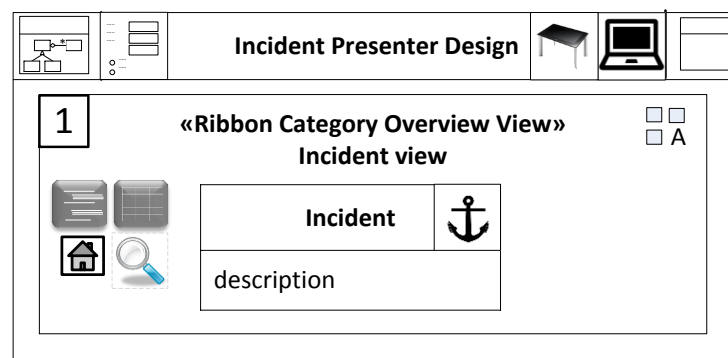 Incident Presenter Design
1
«Ribbon Category Overview View»
Incident view
A
Incident
description